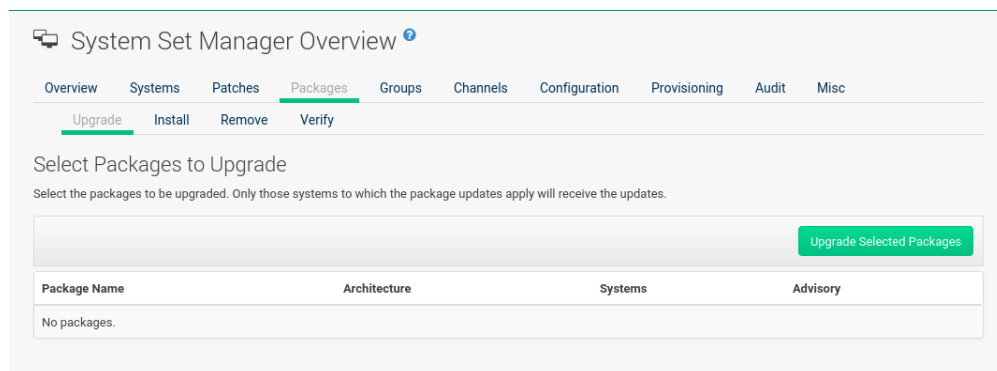 System Set Manager Overview ?
Overview Systems Patches Packages Groups Channels Configuration Provisioning Audit Misc
Upgrade Install Remove Verify
Select Packages to Upgrade
Select the packages to be upgraded. Only those systems to which the package updates apply will receive the updates.
Upgrade Selected Packages
Package Name Architecture Systems Advisory
No packages.